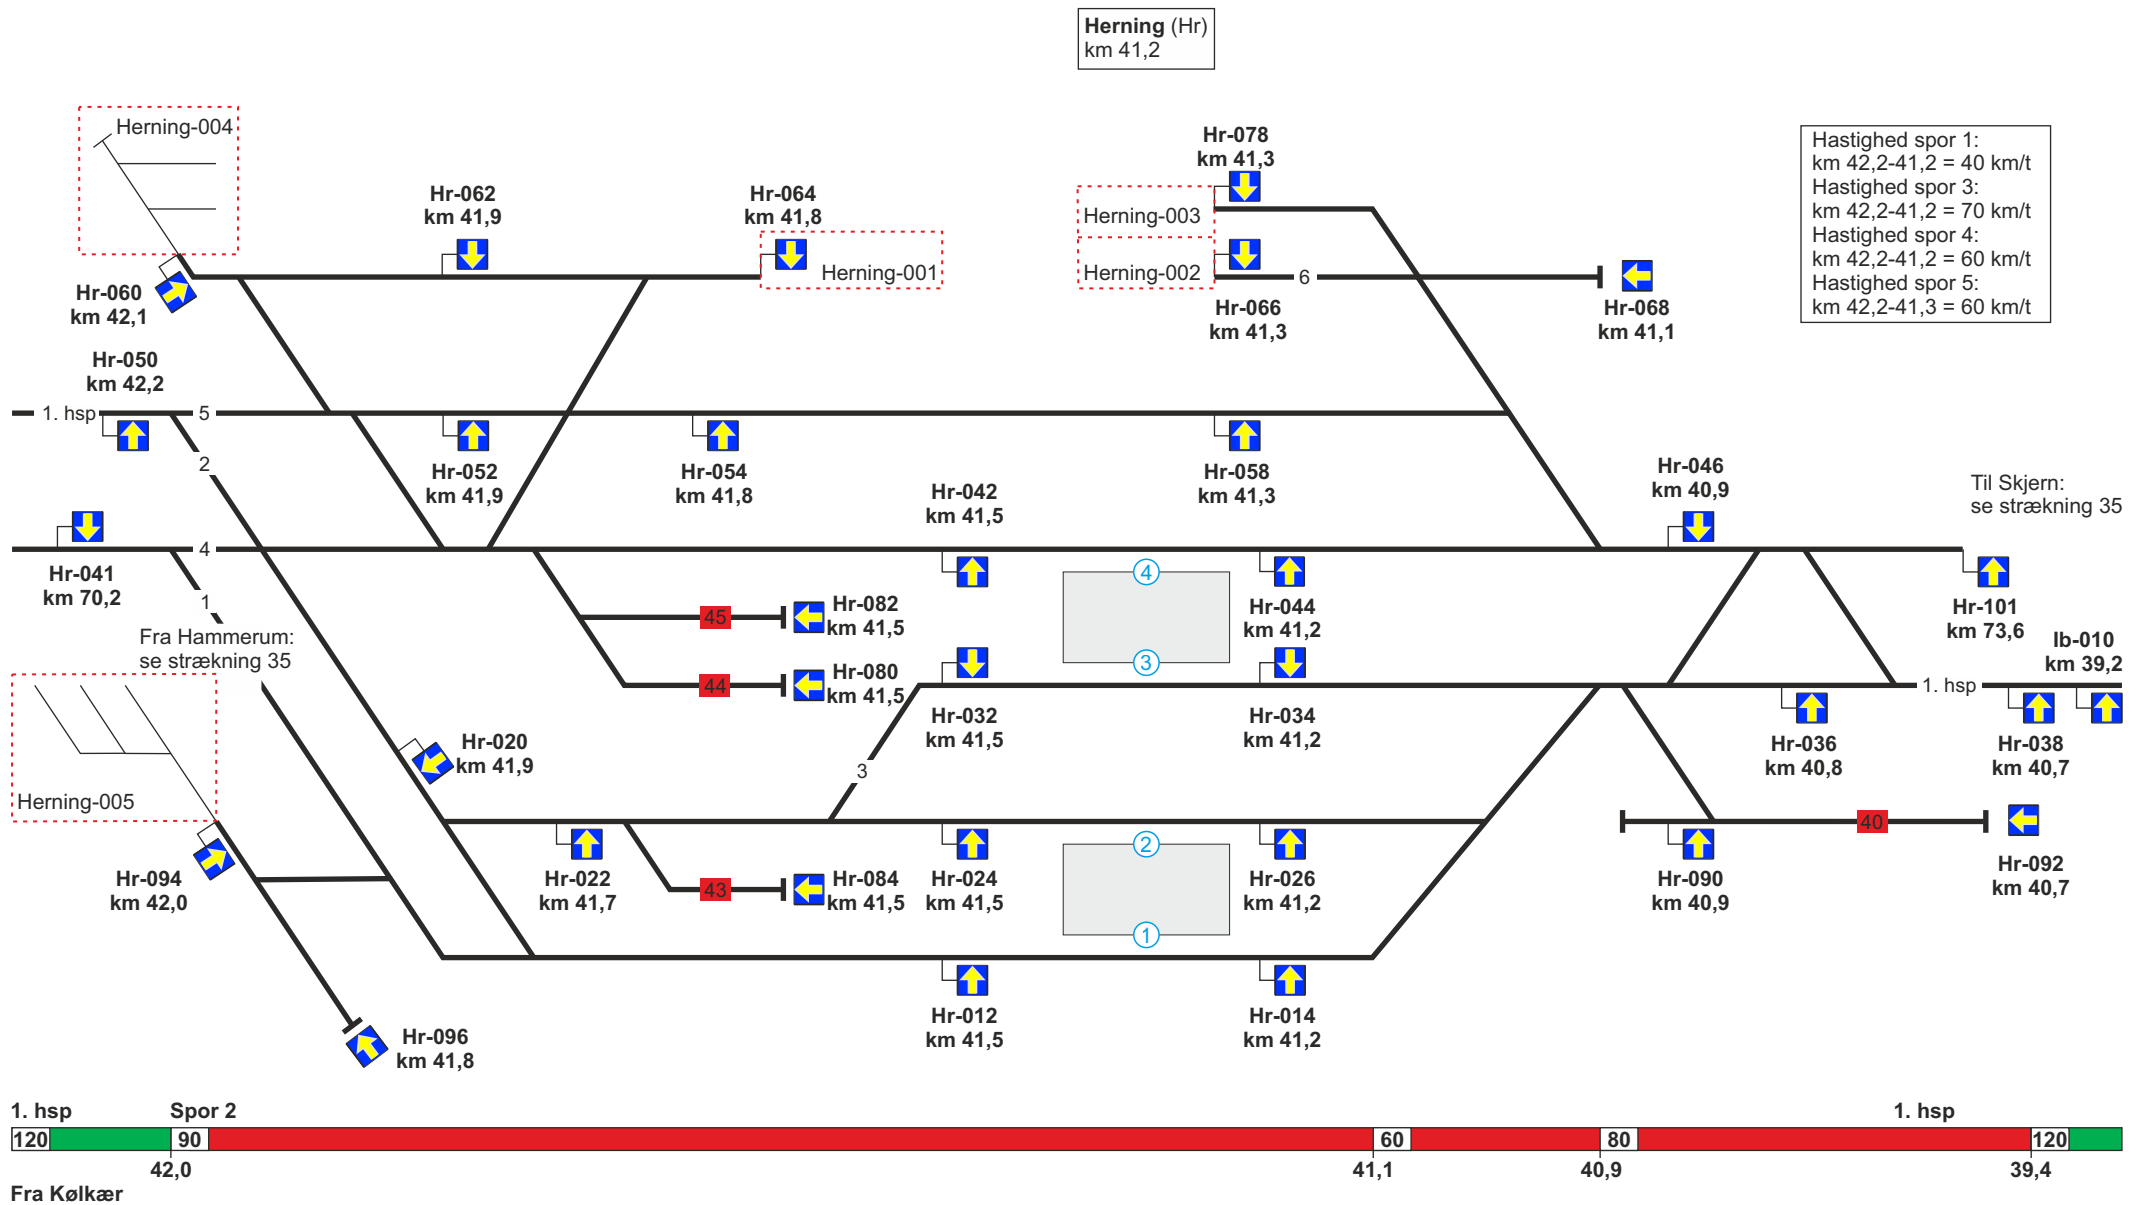 Herning (Hr)
km 41,2
Herning-004
Hr-078
km 41,3
Hastighed spor 1:
km 42,2-41,2 = 40 km/t
Hastighed spor 3:
km 42,2-41,2 = 70 km/t
Hastighed spor 4:
km 42,2-41,2 = 60 km/t
Hastighed spor 5:
km 42,2-41,3 = 60 km/t
Hr-062
km 41,9
Hr-064
km 41,8
Herning-003
Herning-001
Herning-002
6
Hr-060
km 42,1
Hr-066
km 41,3
Hr-068
km 41,1
Hr-050
km 42,2
1. hsp
5
2
Hr-052
km 41,9
Hr-054
km 41,8
Hr-058
km 41,3
Hr-042
km 41,5
Hr-046
km 40,9
Til Skjern:
se strækning 35
4
Hr-041
km 70,2
1
4
Hr-082
km 41,5
45
Hr-044
km 41,2
Hr-101
km 73,6
Fra Hammerum:
se strækning 35
3
Ib-010
km 39,2
44
Hr-080
km 41,5
1. hsp
Hr-032
km 41,5
Hr-034
km 41,2
Hr-036
km 40,8
Hr-038
km 40,7
Hr-020
km 41,9
3
Herning-005
40
2
Hr-094
km 42,0
Hr-022
km 41,7
43
Hr-084
km 41,5
Hr-024
km 41,5
Hr-026
km 41,2
Hr-090
km 40,9
Hr-092
km 40,7
1
Hr-012
km 41,5
Hr-014
km 41,2
Hr-096
km 41,8
1. hsp
Spor 2
1. hsp
120
90
60
80
120
42,0
41,1
40,9
39,4
Fra Kølkær